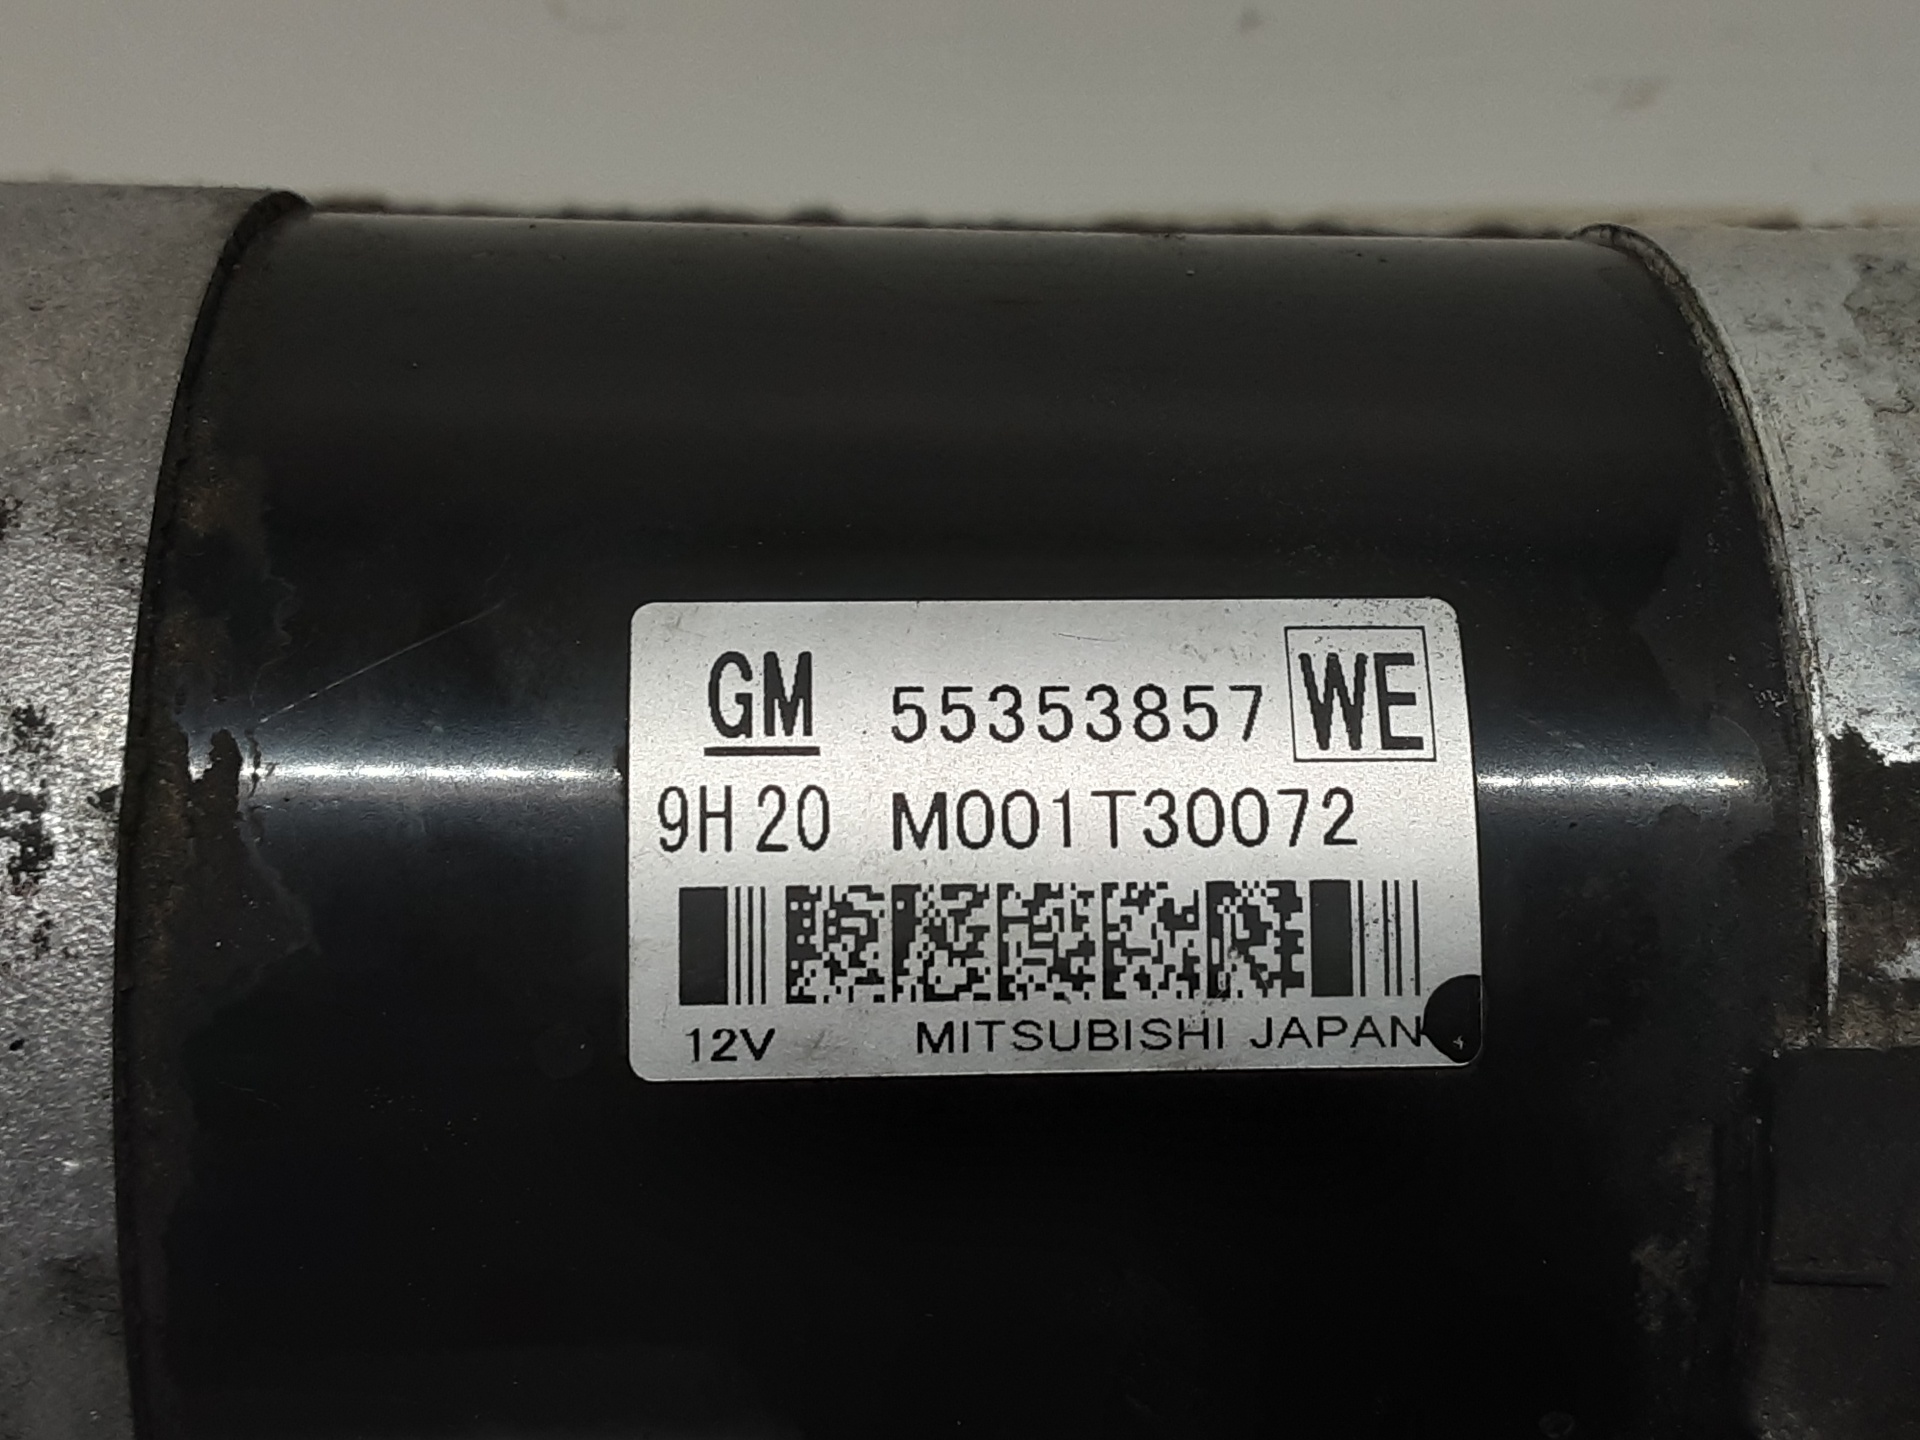 GM 55353857 WE
9H20 M001T30072
12V MITSUBISHI JAPAN